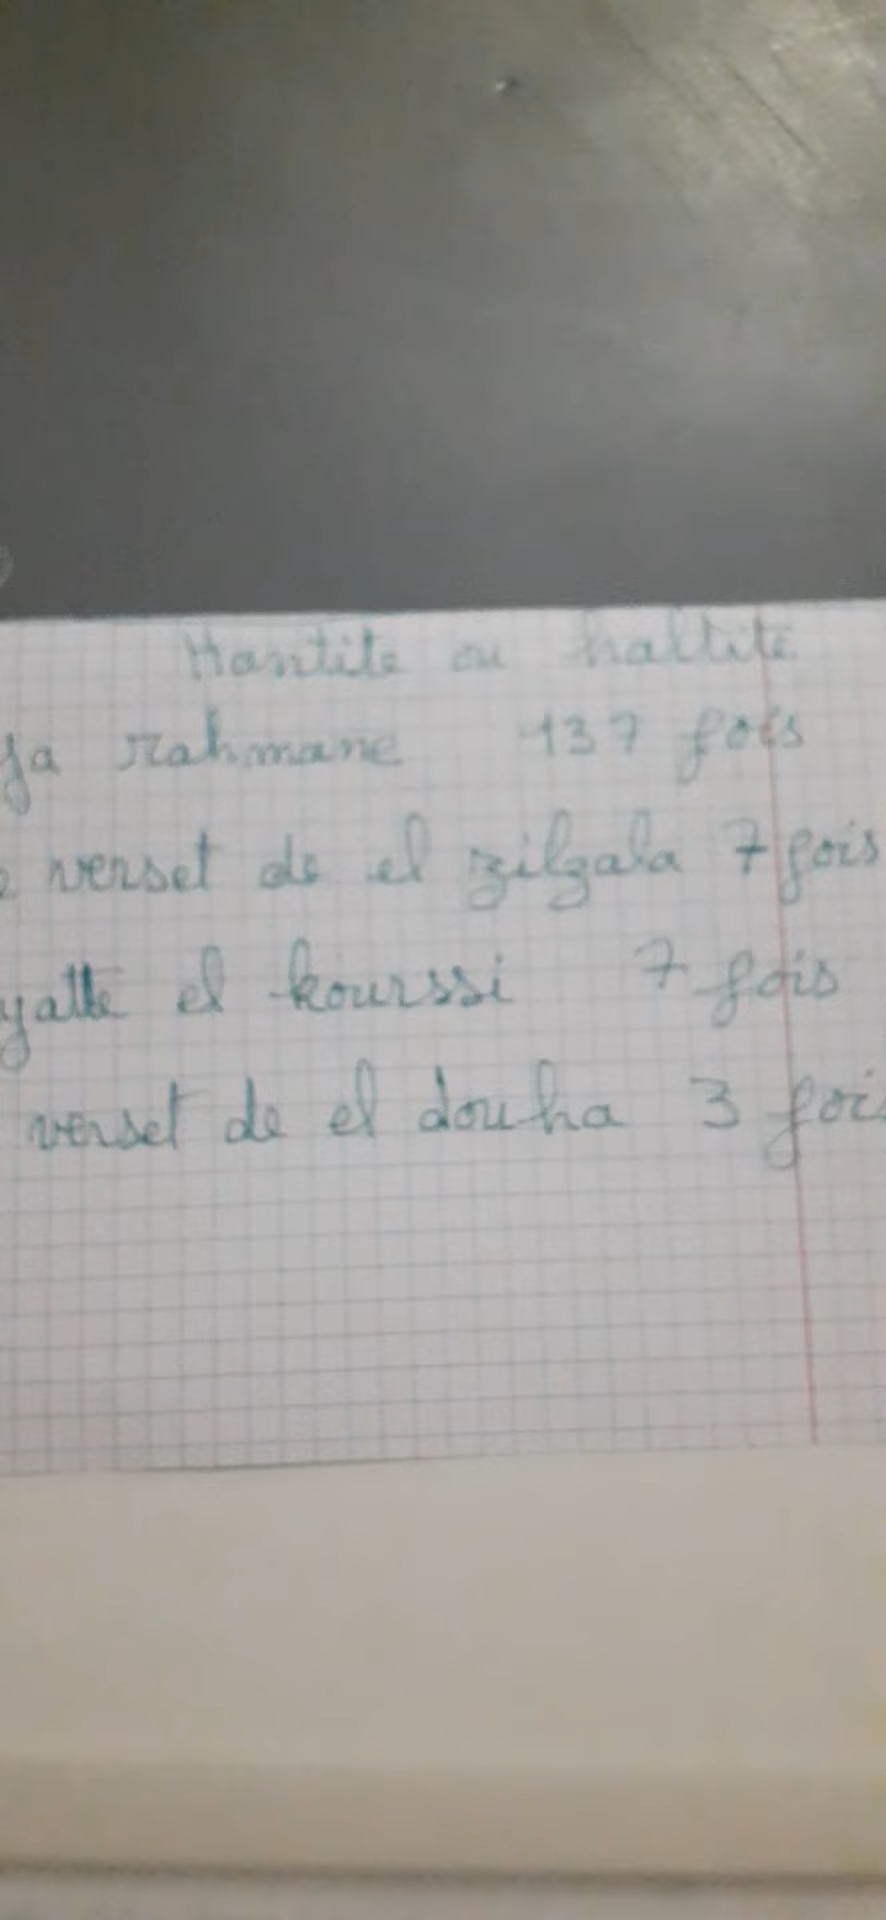 Hantite ou haltite
ya rahmane 137 fois
verset de el zilzala 7 fois
yatte el kourssi 7 fois
verset de el douha 3 fois